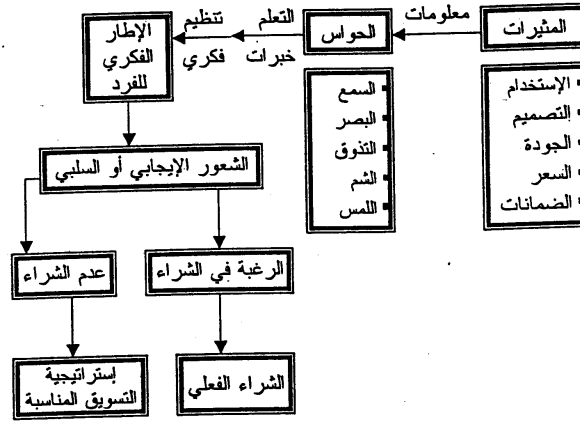 المثيرات
معلومات
الحواس
التعلم
خبرات
تنظيم
فكري
الإطار
الفكري
للفرد
الإستخدام
التصميم
الجودة
السعر
الضمانات
السمع
البصر
التذوق
الشم
اللمس
الشعور الإيجابي أو السلبي
الرغبة في الشراء
عدم الشراء
الشراء الفعلي
إستراتيجية
التسويق المناسبة